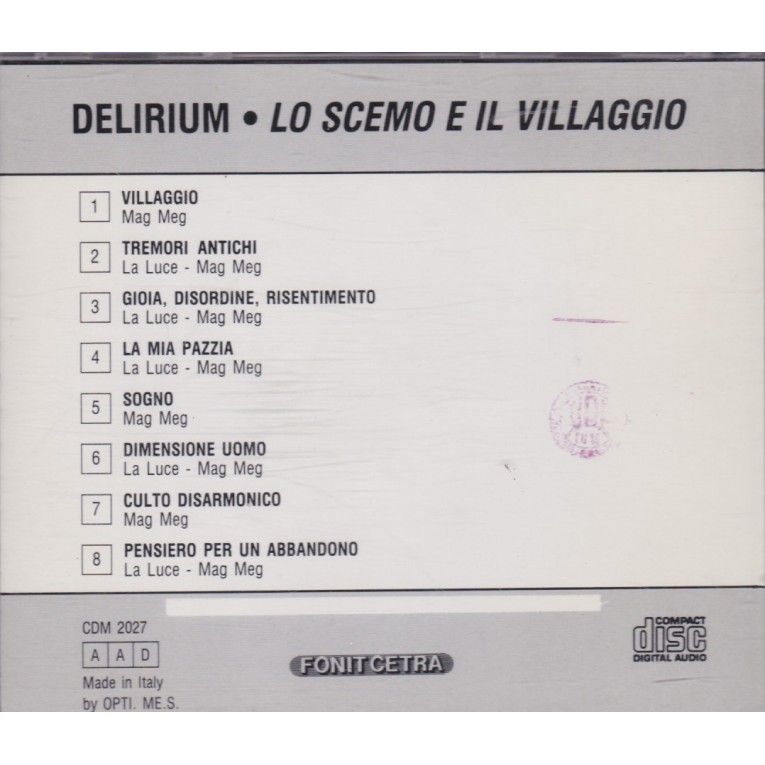 DELIRIUM • LO SCEMO E IL VILLAGGIO
1 VILLAGGIO
Mag Meg
2 TREMORI ANTICHI
La Luce - Mag Meg
3 GIOIA, DISORDINE, RISENTIMENTO
La Luce - Mag Meg
4 LA MIA PAZZIA
La Luce - Mag Meg
5 SOGNO
Mag Meg
6 DIMENSIONE UOMO
La Luce - Mag Meg
7 CULTO DISARMONICO
Mag Meg
8 PENSIERO PER UN ABBANDONO
La Luce - Mag Meg
CDM 2027
A A D
Made in Italy
by OPTI. ME.S.
FONIT CETRA
COMPACT
disc
DIGITAL AUDIO